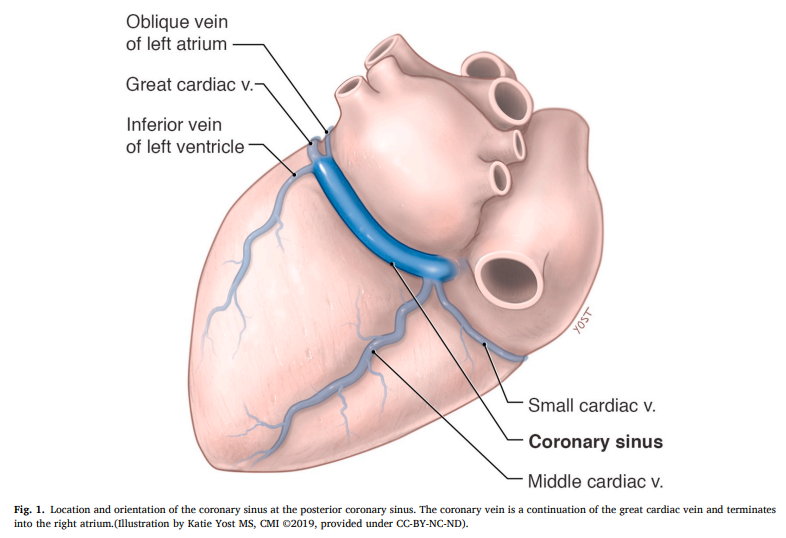 Oblique vein
of left atrium
Great cardiac v.
Inferior vein
of left ventricle
YOST
Small cardiac v.
Coronary sinus
Middle cardiac v.
Fig. 1. Location and orientation of the coronary sinus at the posterior coronary sinus. The coronary vein is a continuation of the great cardiac vein and terminates
into the right atrium.(Illustration by Katie Yost MS, CMI ©2019, provided under CC-BY-NC-ND).